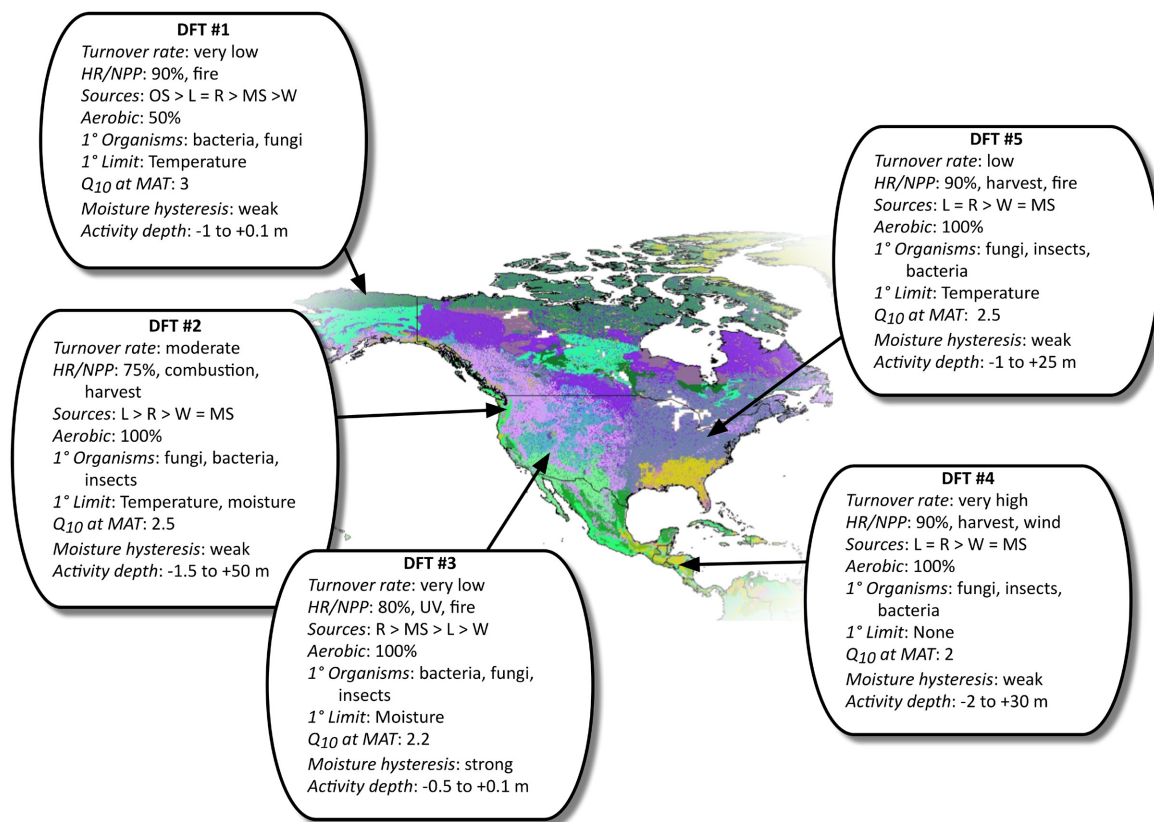 DFT #1
Turnover rate: very low
HR/NPP: 90%, fire
Sources: OS > L = R > MS >W
Aerobic: 50%
1° Organisms: bacteria, fungi
1° Limit: Temperature
Q10 at MAT: 3
Moisture hysteresis: weak
Activity depth: -1 to +0.1 m
DFT #2
Turnover rate: moderate
HR/NPP: 75%, combustion,
harvest
Sources: L > R > W = MS
Aerobic: 100%
1° Organisms: fungi, bacteria,
insects
1° Limit: Temperature, moisture
Q10 at MAT: 2.5
Moisture hysteresis: weak
Activity depth: -1.5 to +50 m
DFT #3
Turnover rate: very low
HR/NPP: 80%, UV, fire
Sources: R > MS > L > W
Aerobic: 100%
1° Organisms: bacteria, fungi,
insects
1° Limit: Moisture
Q10 at MAT: 2.2
Moisture hysteresis: strong
Activity depth: -0.5 to +0.1 m
DFT #5
Turnover rate: low
HR/NPP: 90%, harvest, fire
Sources: L = R > W = MS
Aerobic: 100%
1° Organisms: fungi, insects,
bacteria
1° Limit: Temperature
Q10 at MAT: 2.5
Moisture hysteresis: weak
Activity depth: -1 to +25 m
DFT #4
Turnover rate: very high
HR/NPP: 90%, harvest, wind
Sources: L = R > W = MS
Aerobic: 100%
1° Organisms: fungi, insects,
bacteria
1° Limit: None
Q10 at MAT: 2
Moisture hysteresis: weak
Activity depth: -2 to +30 m